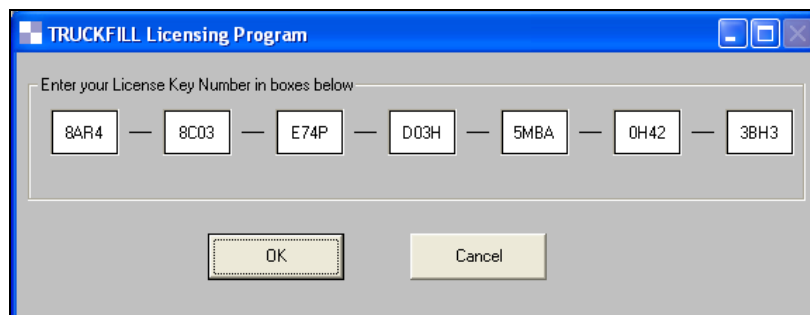 TRUCKFILL Licensing Program
Enter your License Key Number in boxes below
8AR4 — 8C03 — E74P — D03H — 5MBA — 0H42 — 3BH3
OK Cancel